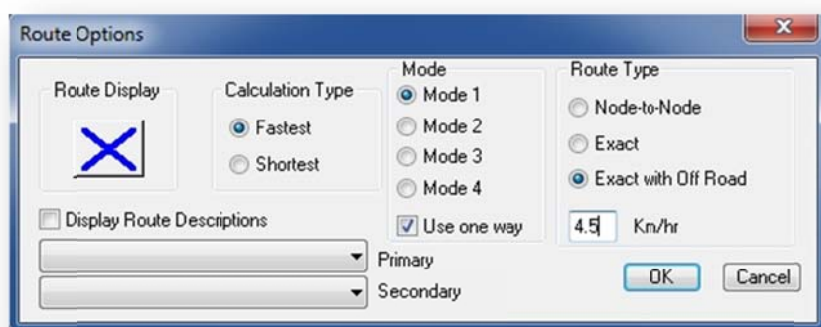 Route Options
Route Display
Calculation Type
Fastest
Shortest
Mode
Mode 1
Mode 2
Mode 3
Mode 4
Use one way
Route Type
Node-to-Node
Exact
Exact with Off Road
4.5 Kn/hr
Display Route Descriptions
Primary
Secondary
OK
Cancel